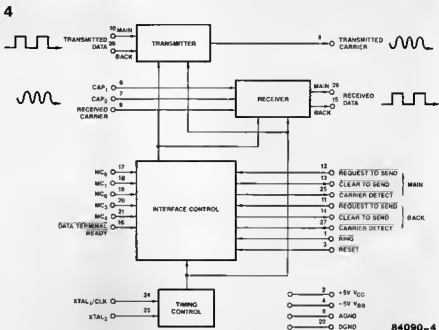 4
10 MAIN
TRANSMITTED DATA
28 BACK
TRANSMITTER
8 TRANSMITTED CARRIER
CAP₁ 6
CAP₂ 7
RECEIVED CARRIER 5
RECEIVER
MAIN 26
RECEIVED DATA
15 BACK
MC₀ 17
MC₁ 18
MC₂ 19
MC₃ 20
MC₄ 21
DATA TERMINAL READY 16
INTERFACE CONTROL
12 REQUEST TO SEND
13 CLEAR TO SEND
25 CARRIER DETECT
MAIN
11 REQUEST TO SEND
14 CLEAR TO SEND
27 CARRIER DETECT
BACK
1 RING
3 RESET
XTAL₁/CLK 24
XTAL₂ 23
TIMING CONTROL
2 +5V V_CC
4 -5V V_BB
9 AGND
22 DGND
84090-4